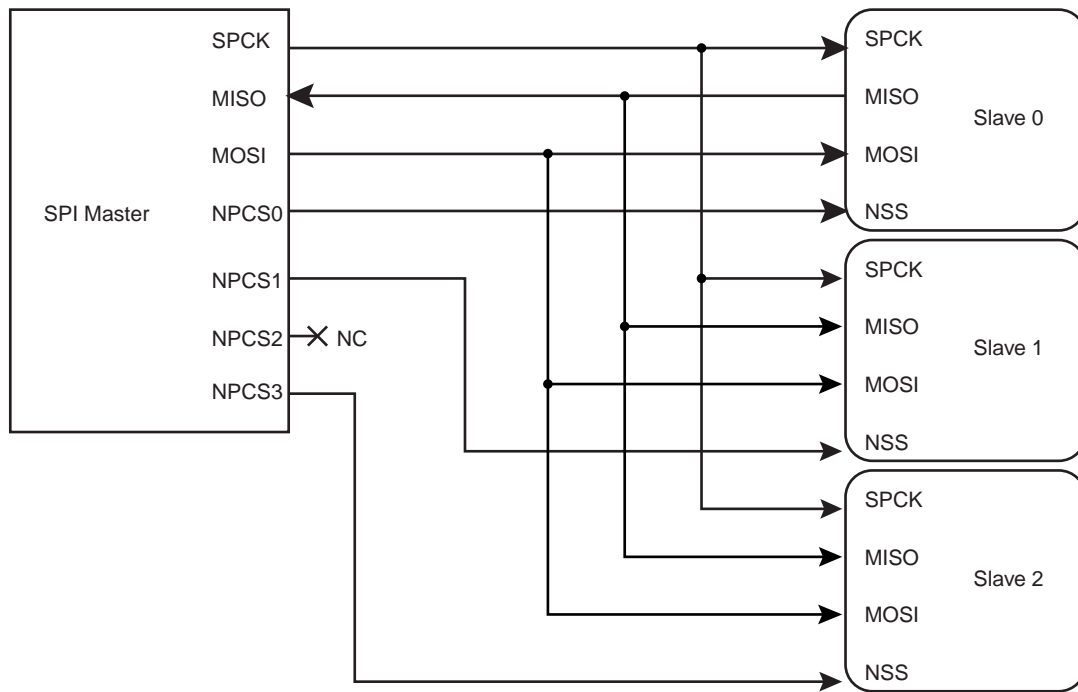 SPI Master
SPCK
MISO
MOSI
NPCS0
NPCS1
NPCS2
NC
NPCS3
SPCK
MISO
Slave 0
MOSI
NSS
SPCK
MISO
Slave 1
MOSI
NSS
SPCK
MISO
Slave 2
MOSI
NSS